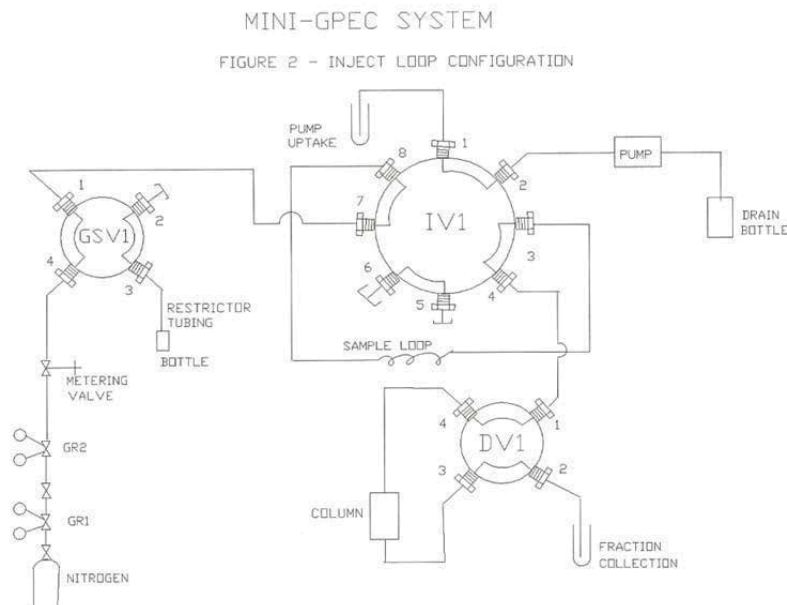 MINI-GPEC SYSTEM
FIGURE 2 - INJECT LOOP CONFIGURATION
PUMP
UPTAKE
1
8
2
PUMP
DRAIN
BOTTLE
1
2
GSV1
4
3
7
IV1
3
6
5
4
RESTRICTOR
TUBING
BOTTLE
SAMPLE LOOP
METERING
VALVE
GR2
GR1
NITROGEN
4
1
DV1
3
2
COLUMN
FRACTION
COLLECTION